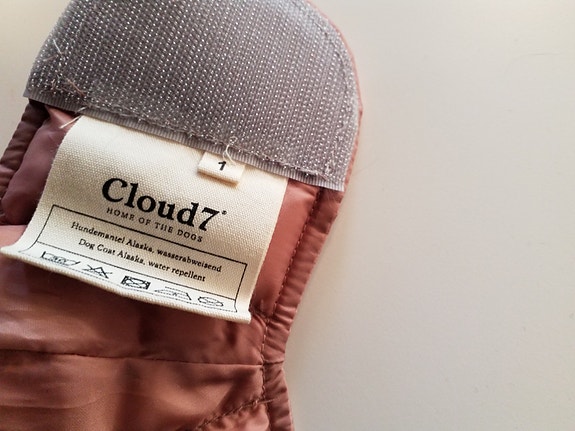 1
Cloud7®
HOME OF THE DOGS
Hundemantel Alaska, wasserabweisend
Dog Coat Alaska, water repellent